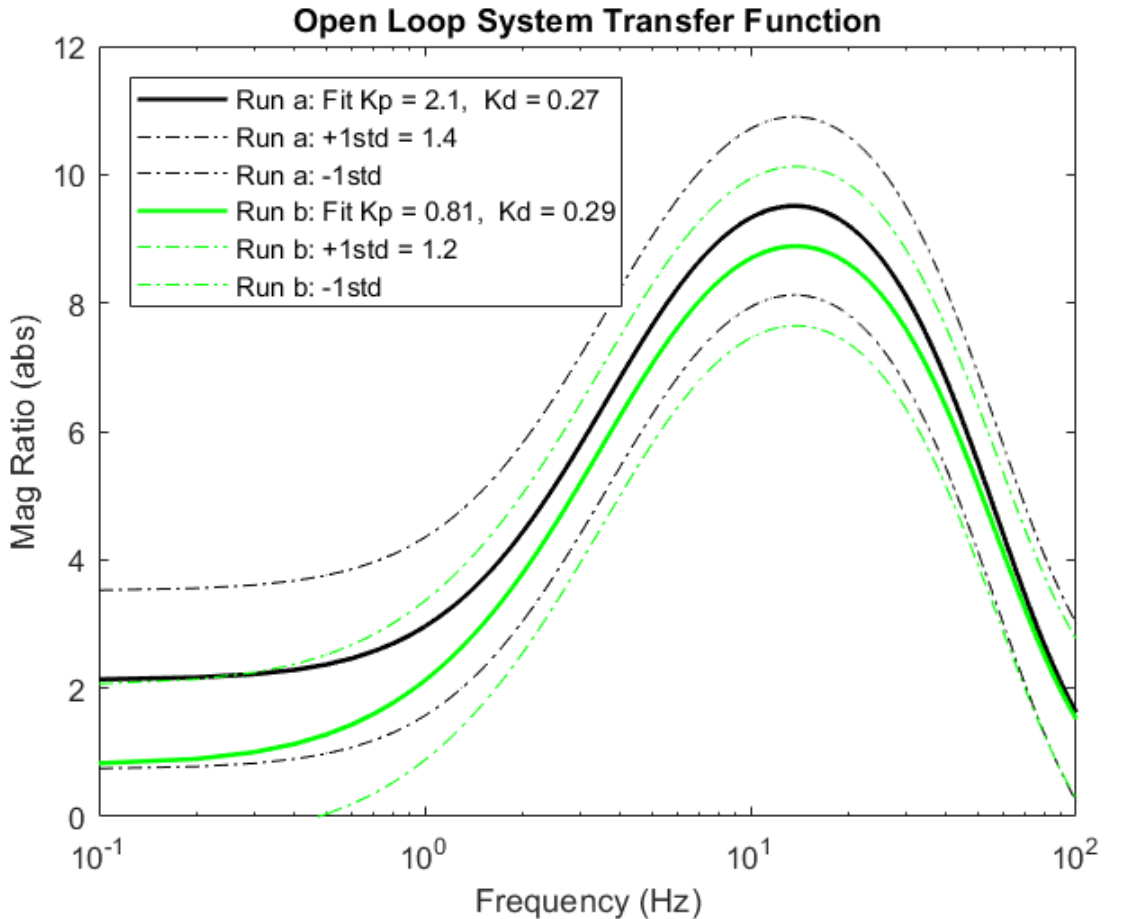 Open Loop System Transfer Function
12
Run a: Fit Kp = 2.1,  Kd = 0.27
Run a: +1std = 1.4
Run a: -1std
10
Run b: Fit Kp = 0.81,  Kd = 0.29
Run b: +1std = 1.2
Run b: -1std
8
6
4
2
0
Mag Ratio (abs)
10^-1 10^0 10^1 10^2
Frequency (Hz)